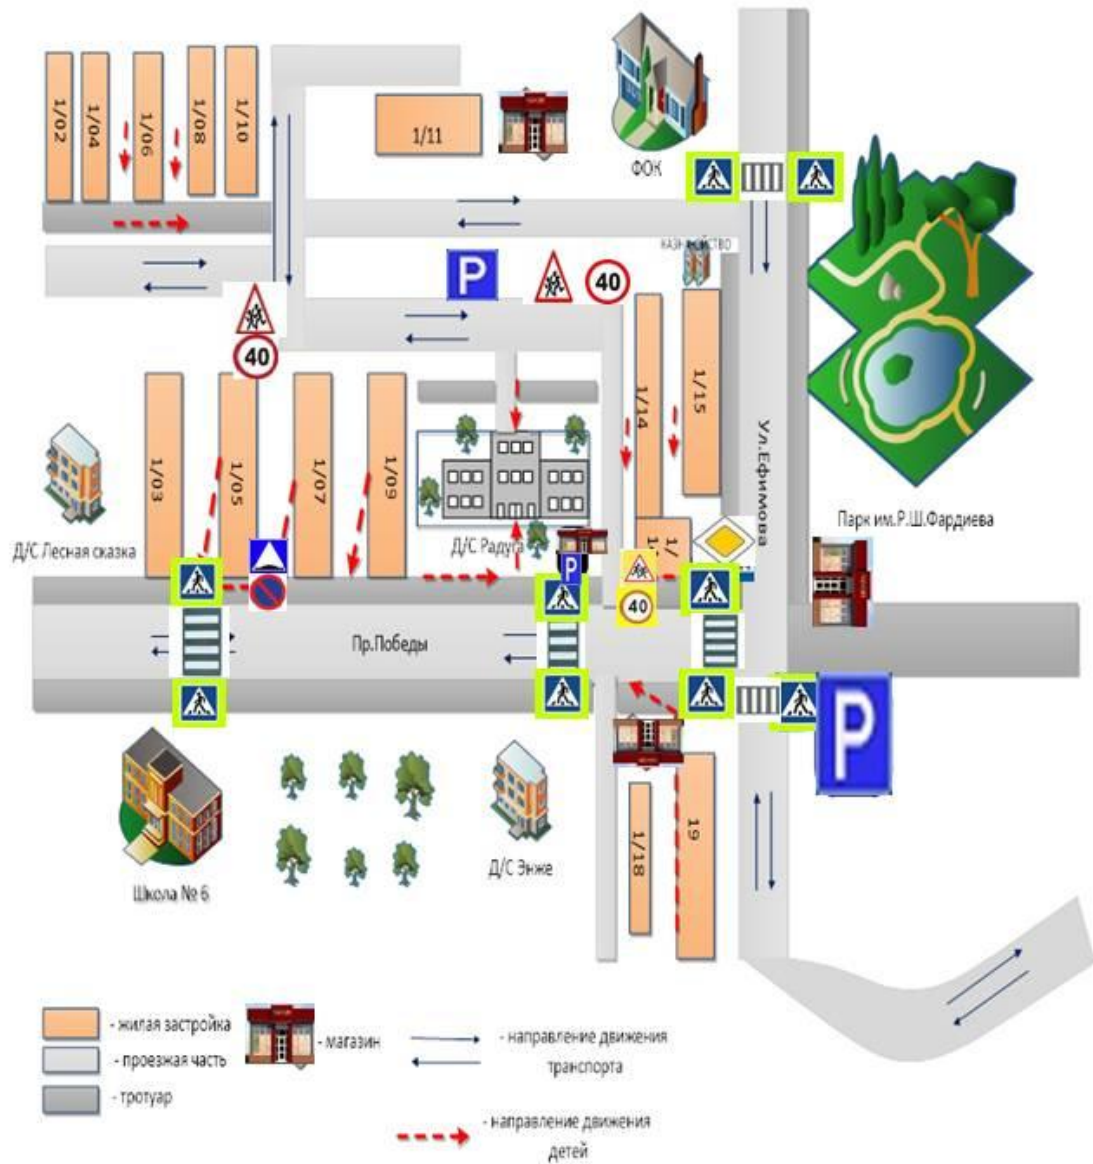 1/02
1/04
1/06
1/08
1/10
1/11
ФОК
КАЗНАЧЕЙСТВО
P
40
40
1/03
1/05
1/07
1/09
1/14
1/15
Ул.Ефимова
Парк им.Р.Ш.Фардиева
Д/С Лесная сказка
Д/С Радуга
1/
P
40
Пр.Победы
P
1/18
19
Школа № 6
Д/С Энже
- жилая застройка
- проезжая часть
- тротуар
- магазин
- направление движения
транспорта
- направление движения
детей